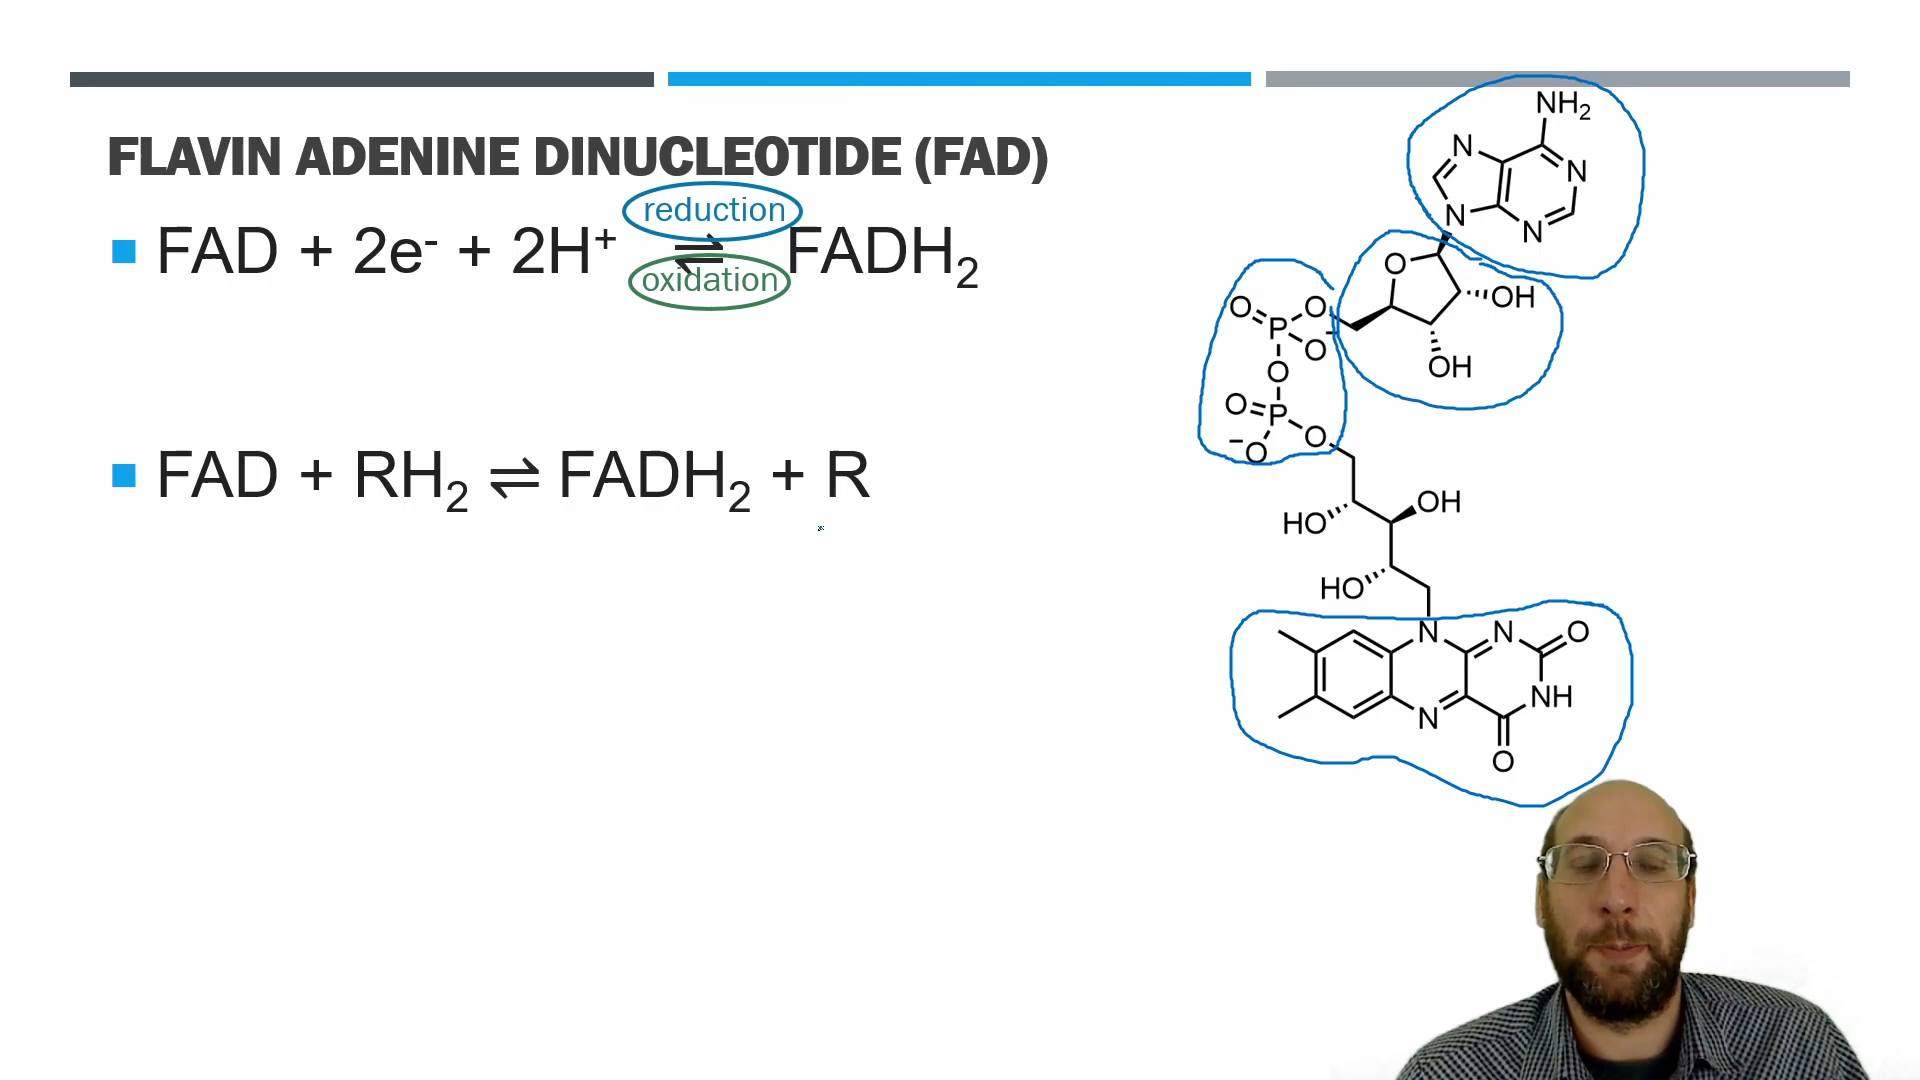 FLAVIN ADENINE DINUCLEOTIDE (FAD)
reduction
FAD + 2e⁻ + 2H⁺ ⇌ FADH₂
oxidation
FAD + RH₂ ⇌ FADH₂ + R
NH₂
N
N
N
N
O
OH
OH
O
O
P
O⁻
O
O
P
O
⁻O
OH
HO
HO
N
N
O
NH
N
O